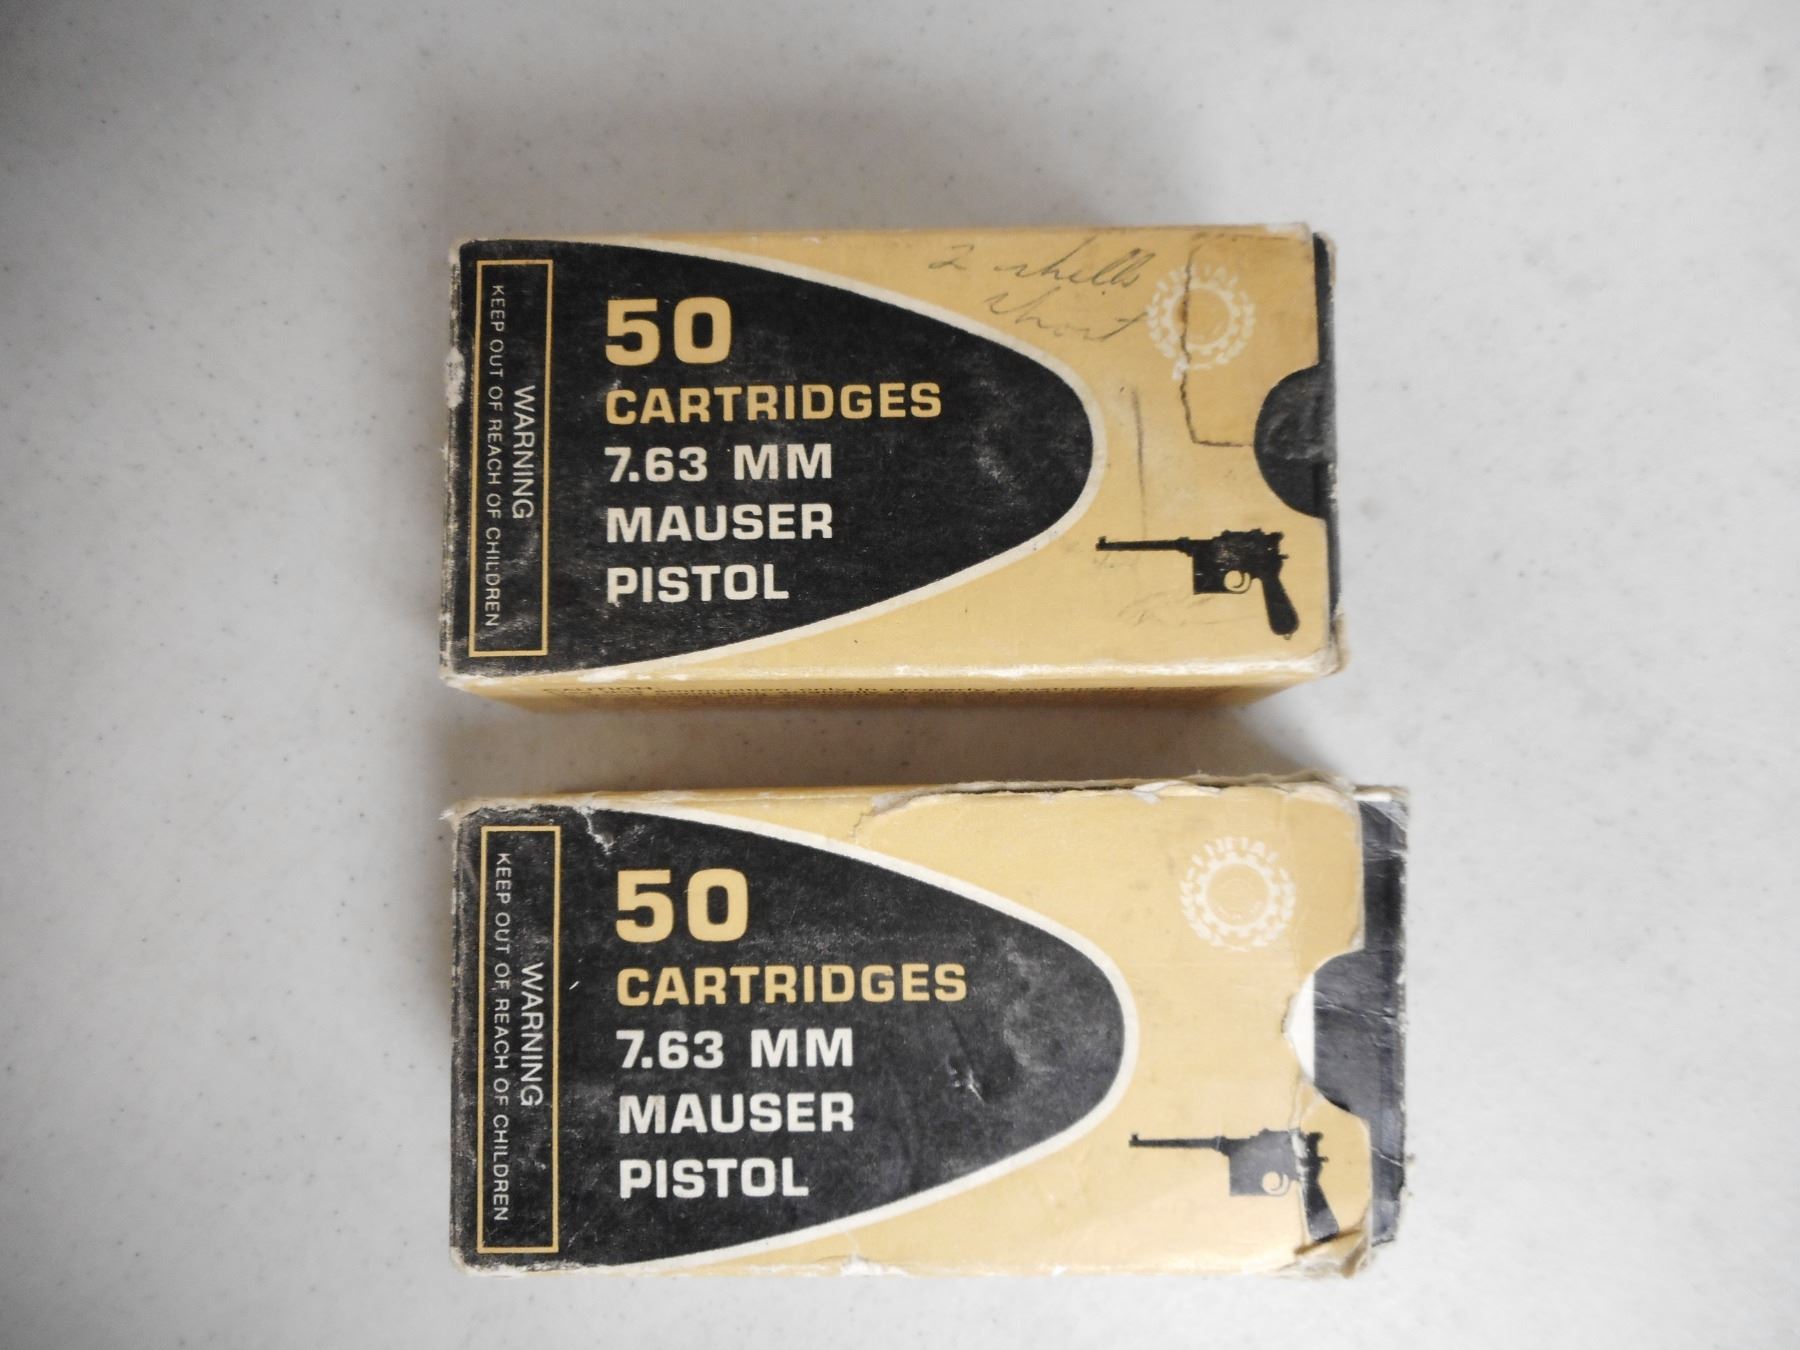 WARNING
KEEP OUT OF REACH OF CHILDREN
50
CARTRIDGES
7.63 MM
MAUSER
PISTOL
2 shells
short
CAUTION:
WARNING
KEEP OUT OF REACH OF CHILDREN
50
CARTRIDGES
7.63 MM
MAUSER
PISTOL